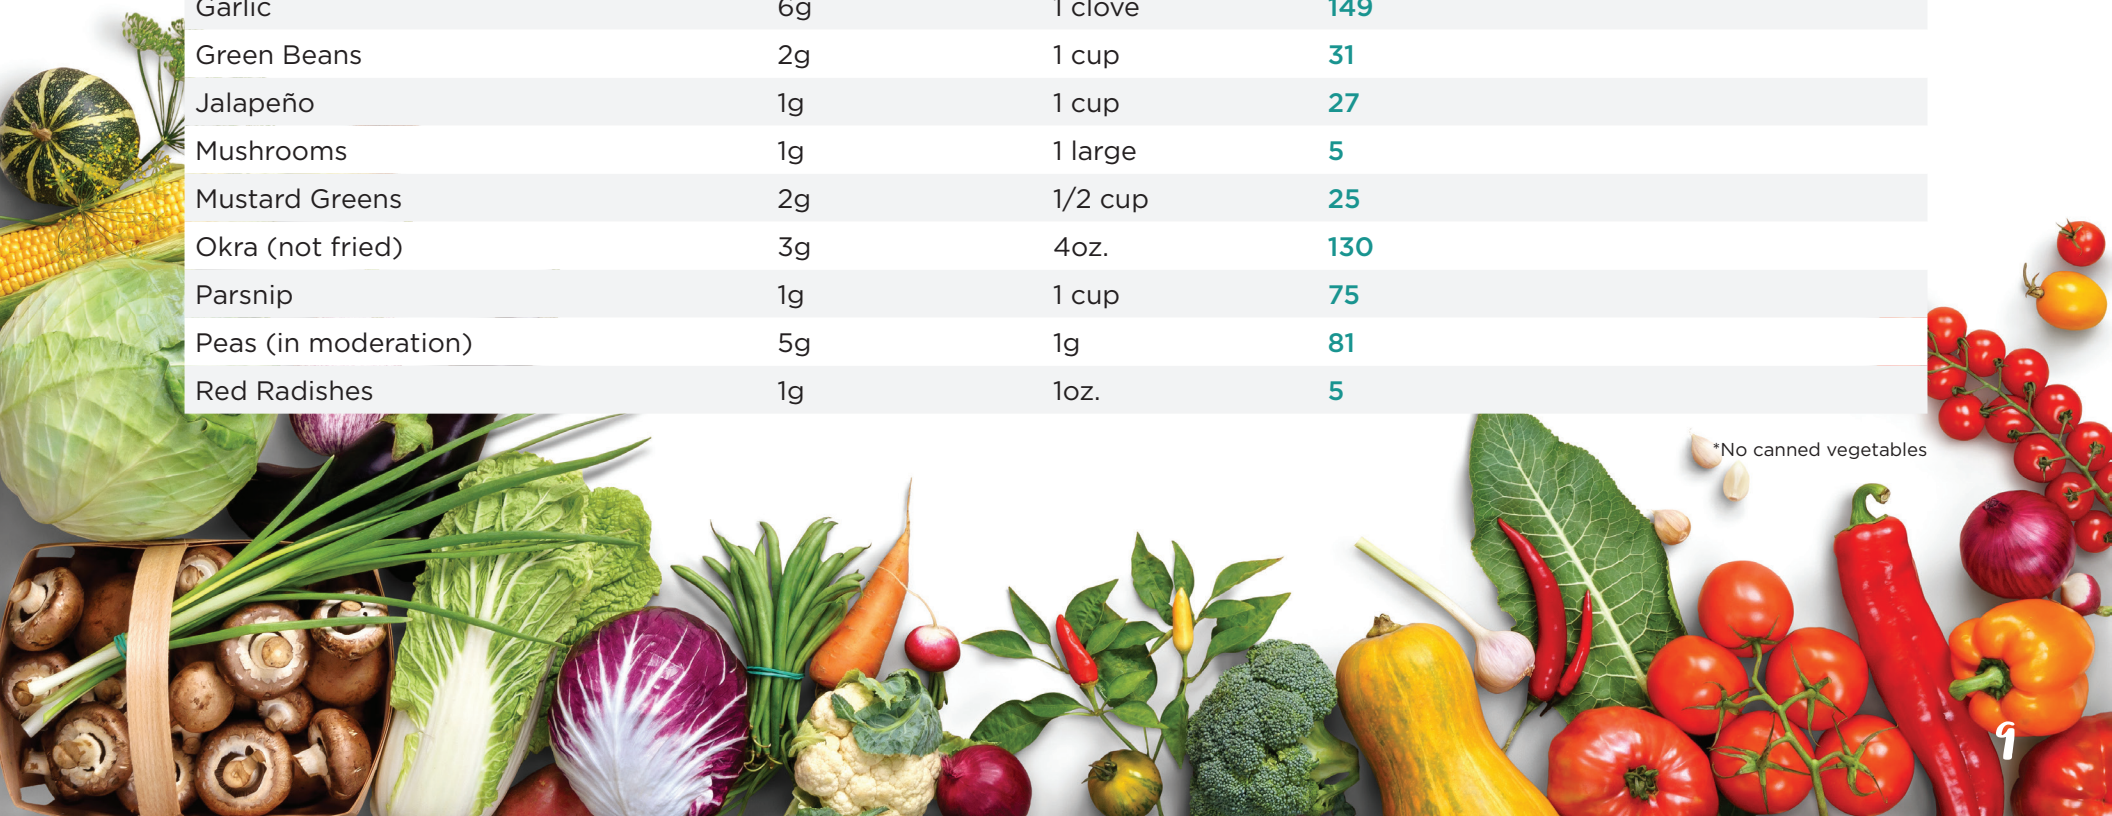 Garlic 6g 1 clove 149
Green Beans 2g 1 cup 31
Jalapeño 1g 1 cup 27
Mushrooms 1g 1 large 5
Mustard Greens 2g 1/2 cup 25
Okra (not fried) 3g 4oz. 130
Parsnip 1g 1 cup 75
Peas (in moderation) 5g 1g 81
Red Radishes 1g 1oz. 5
*No canned vegetables
9